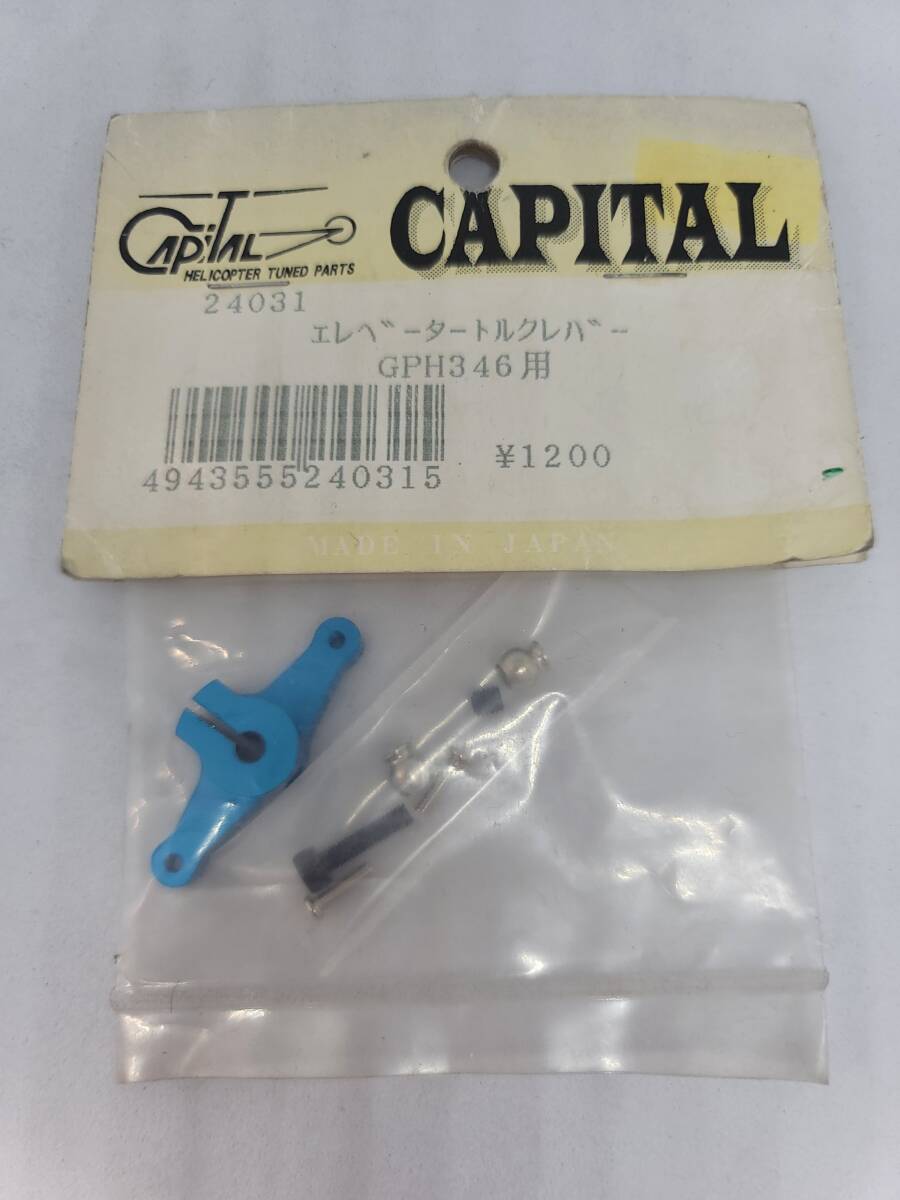 CAPITAL
HELICOPTER TUNED PARTS
CAPITAL
24031
ｴﾚﾍﾞｰﾀｰﾄﾙｸﾚﾊﾞｰ
GPH346用
4943555240315
¥1200
MADE IN JAPAN